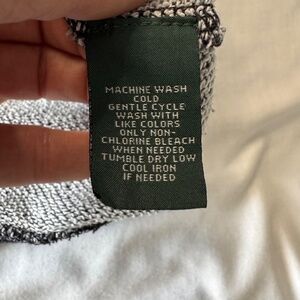 MACHINE WASH
COLD
GENTLE CYCLE
WASH WITH
LIKE COLORS
ONLY NON-
CHLORINE BLEACH
WHEN NEEDED
TUMBLE DRY LOW
COOL IRON
IF NEEDED